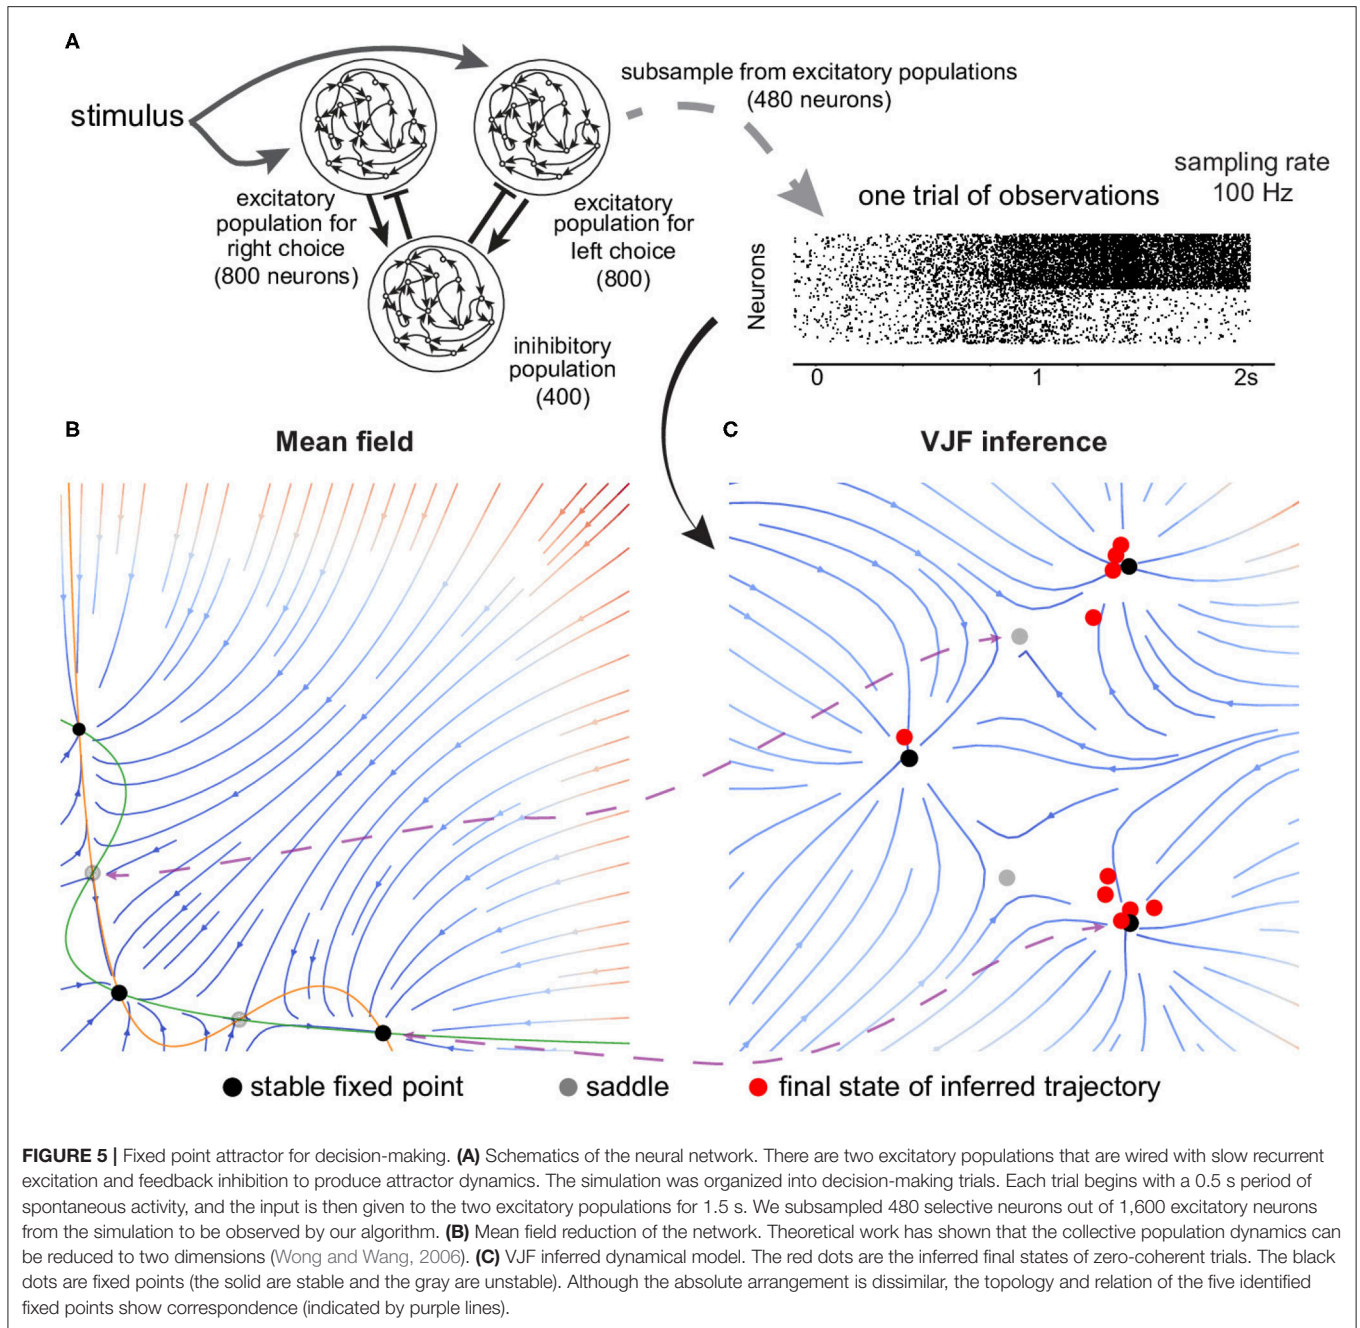 A
stimulus
subsample from excitatory populations
(480 neurons)
sampling rate
100 Hz
one trial of observations
excitatory
population for
right choice
(800 neurons)
excitatory
population for
left choice
(800)
Neurons
inihibitory
population
(400)
0 1 2s
B
Mean field
C
VJF inference
stable fixed point
saddle
final state of inferred trajectory
FIGURE 5 | Fixed point attractor for decision-making. (A) Schematics of the neural network. There are two excitatory populations that are wired with slow recurrent
excitation and feedback inhibition to produce attractor dynamics. The simulation was organized into decision-making trials. Each trial begins with a 0.5 s period of
spontaneous activity, and the input is then given to the two excitatory populations for 1.5 s. We subsampled 480 selective neurons out of 1,600 excitatory neurons
from the simulation to be observed by our algorithm. (B) Mean field reduction of the network. Theoretical work has shown that the collective population dynamics can
be reduced to two dimensions (Wong and Wang, 2006). (C) VJF inferred dynamical model. The red dots are the inferred final states of zero-coherent trials. The black
dots are fixed points (the solid are stable and the gray are unstable). Although the absolute arrangement is dissimilar, the topology and relation of the five identified
fixed points show correspondence (indicated by purple lines).